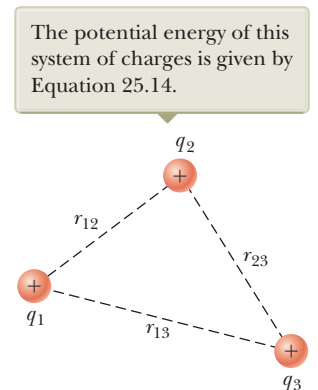 The potential energy of this
system of charges is given by
Equation 25.14.
q2
+
r12
r23
+
q1
r13
+
q3